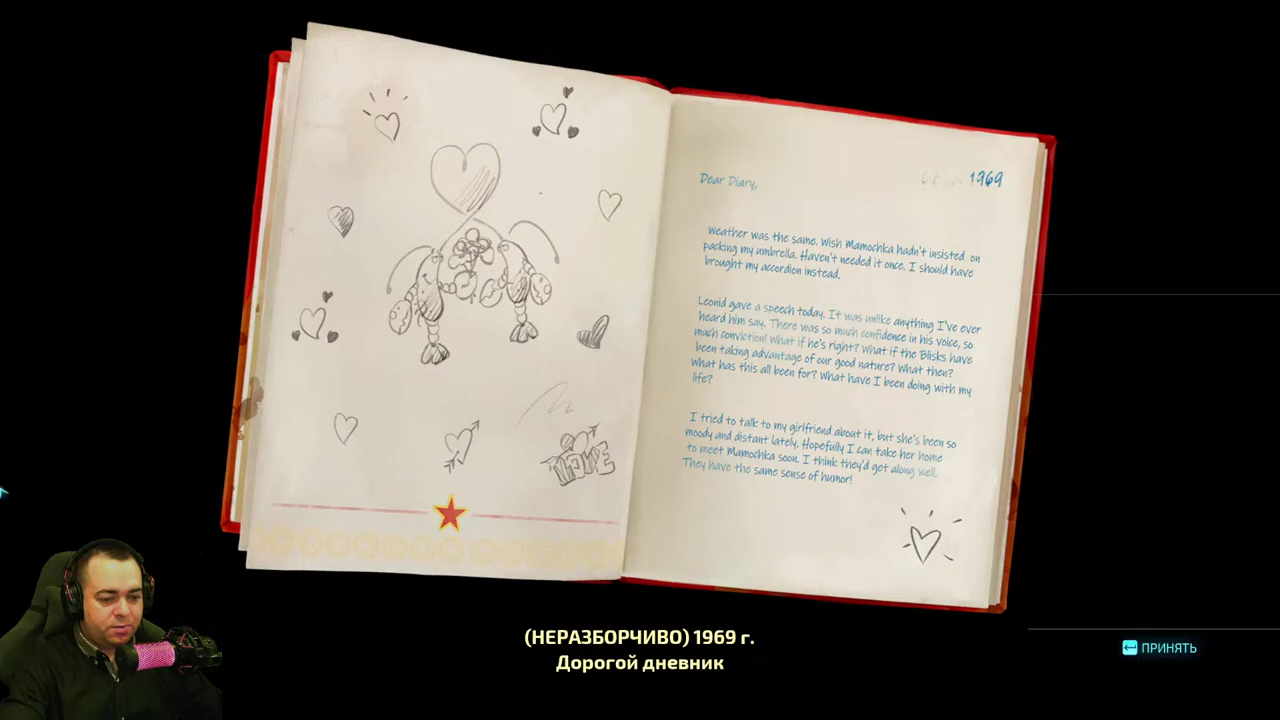 LOVE
1969
Dear Diary,
Weather was the same. Wish Mamochka hadn't insisted on
packing my umbrella. Haven't needed it once. I should have
brought my accordion instead.
Leonid gave a speech today. It was unlike anything I've ever
heard him say. There was so much confidence in his voice, so
much conviction! What if he's right? What if the Blisks have
been taking advantage of our good nature? What then?
What has this all been for? What have I been doing with my
life?
I tried to talk to my girlfriend about it, but she's been so
moody and distant lately. Hopefully I can take her home
to meet Mamochka soon. I think they'd get along well.
They have the same sense of humor!
(НЕРАЗБОРЧИВО) 1969 г.
Дорогой дневник
ПРИНЯТЬ